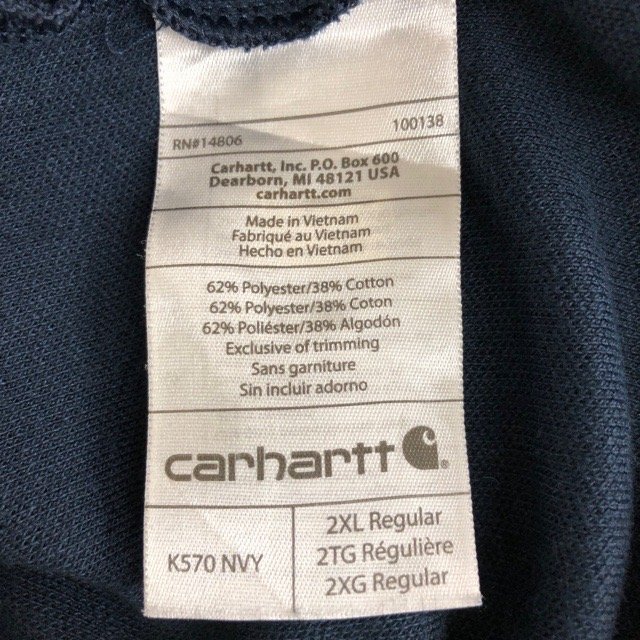 RN#14806 100138
Carhartt, Inc. P.O. Box 600
Dearborn, MI 48121 USA
carhartt.com
Made in Vietnam
Fabriqué au Vietnam
Hecho en Vietnam
62% Polyester/38% Cotton
62% Polyester/38% Coton
62% Poliéster/38% Algodón
Exclusive of trimming
Sans garniture
Sin incluir adorno
carhartt
K570 NVY
2XL Regular
2TG Régulière
2XG Regular